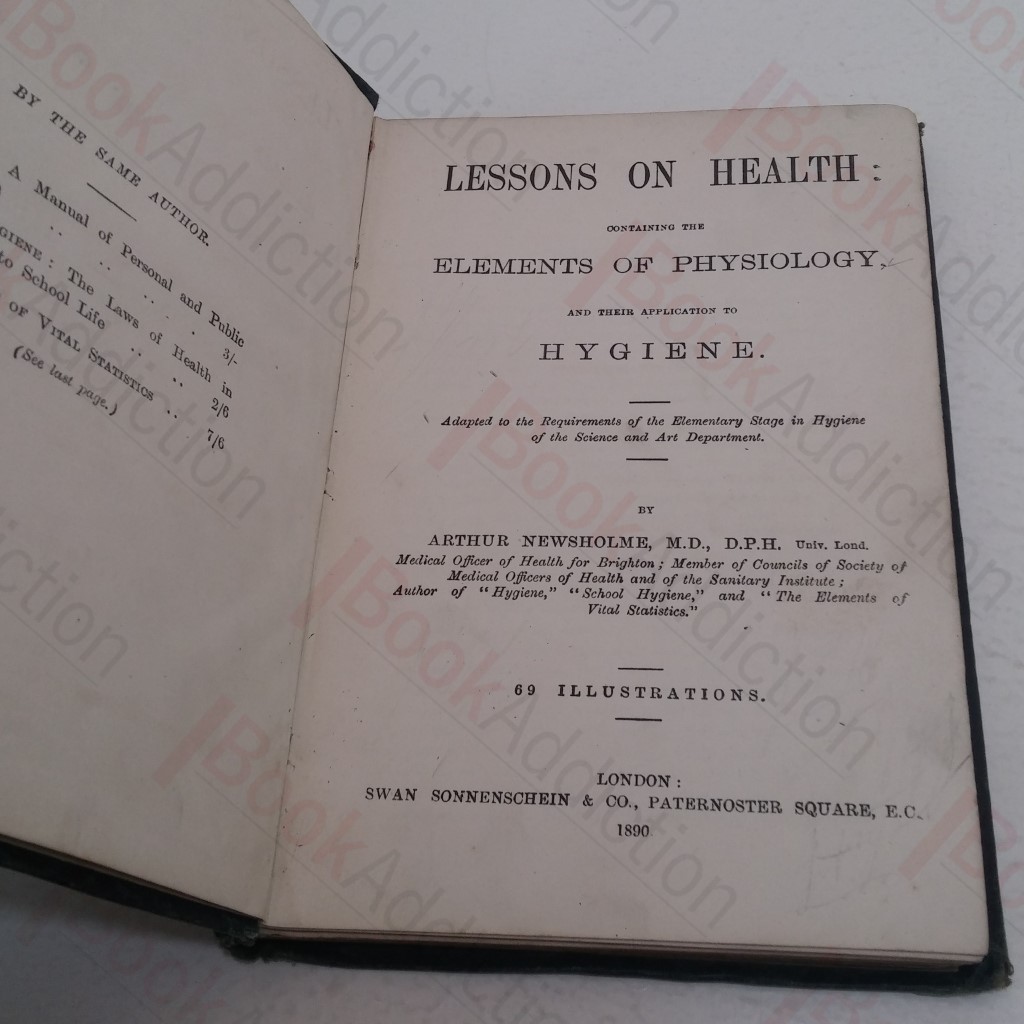 BY THE SAME AUTHOR.
A Manual of Personal and Public
.. .. .. .. 3/-
The Laws of Health in
to School Life .. .. 2/6
OF VITAL STATISTICS .. 7/6
(See last page.)
LESSONS ON HEALTH:
CONTAINING THE
ELEMENTS OF PHYSIOLOGY,
AND THEIR APPLICATION TO
HYGIENE.
Adapted to the Requirements of the Elementary Stage in Hygiene
of the Science and Art Department.
BY
ARTHUR NEWSHOLME, M.D., D.P.H. Univ. Lond.
Medical Officer of Health for Brighton; Member of Councils of Society of
Medical Officers of Health and of the Sanitary Institute;
Author of "Hygiene," "School Hygiene," and "The Elements of
Vital Statistics."
69 ILLUSTRATIONS.
LONDON:
SWAN SONNENSCHEIN & CO., PATERNOSTER SQUARE, E.C.
1890
BookAddiction